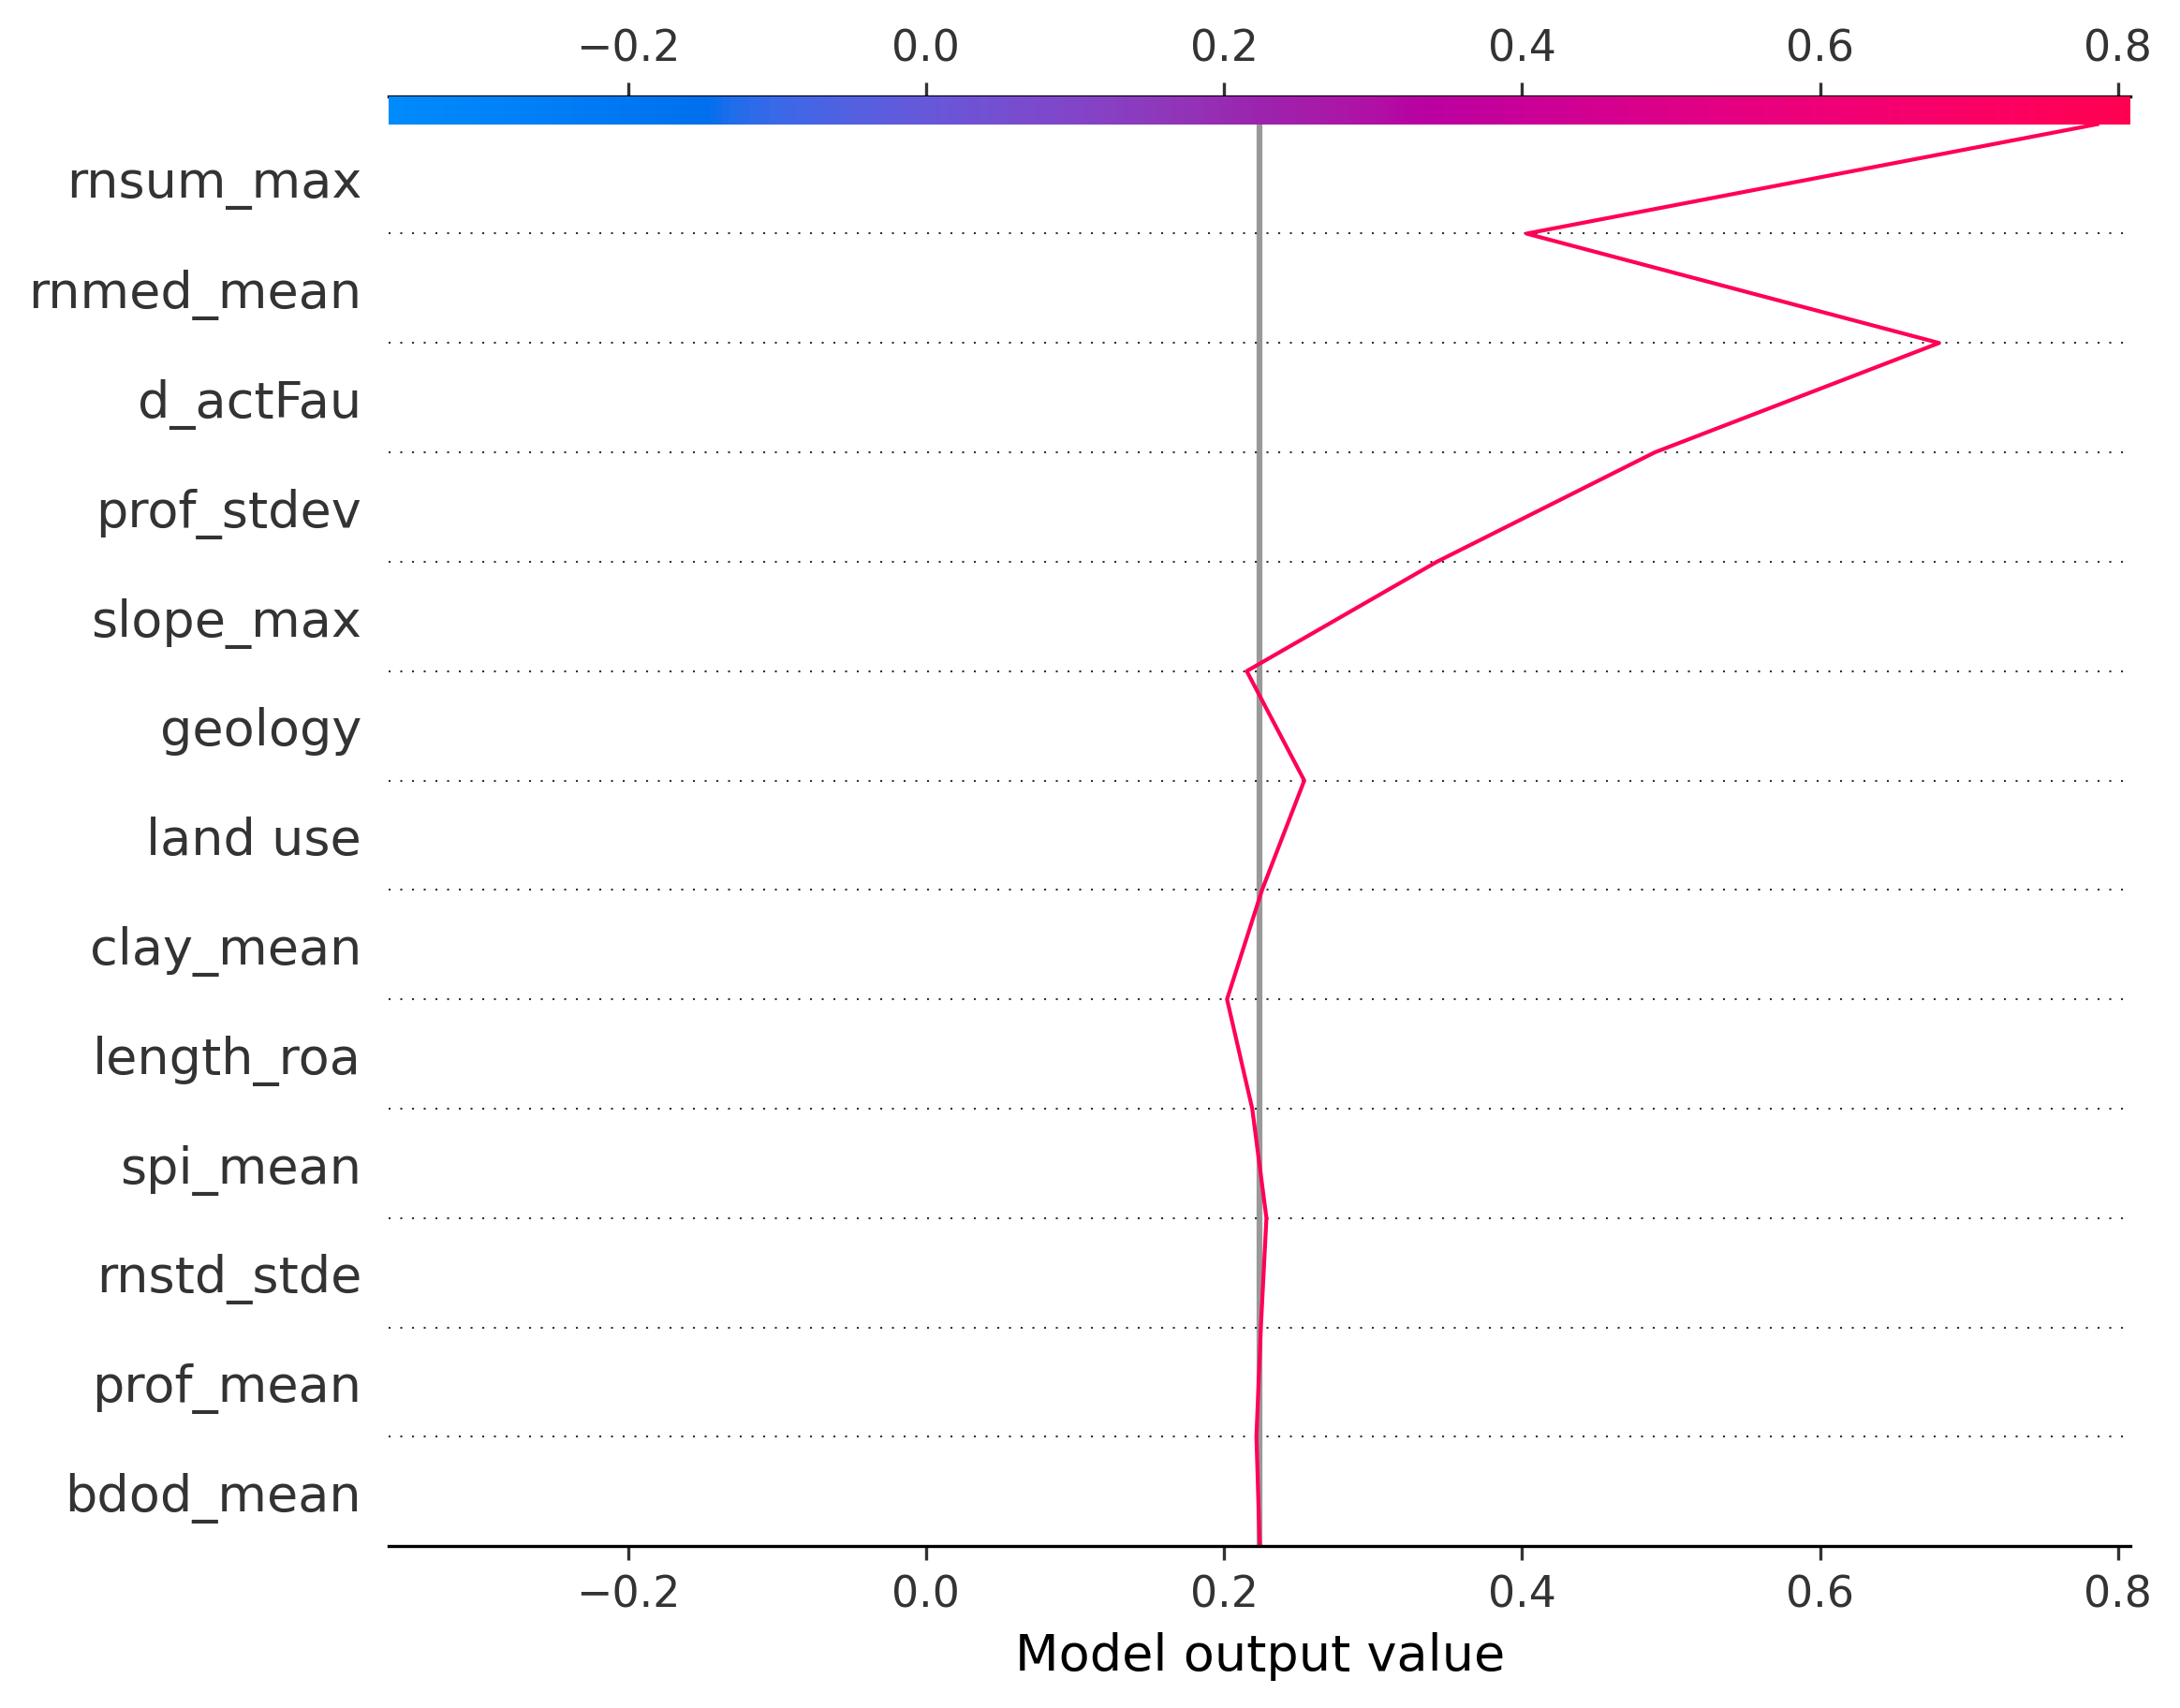 −0.2 0.0 0.2 0.4 0.6 0.8
rnsum_max
rnmed_mean
d_actFau
prof_stdev
slope_max
geology
land use
clay_mean
length_roa
spi_mean
rnstd_stde
prof_mean
bdod_mean
−0.2 0.0 0.2 0.4 0.6 0.8
Model output value